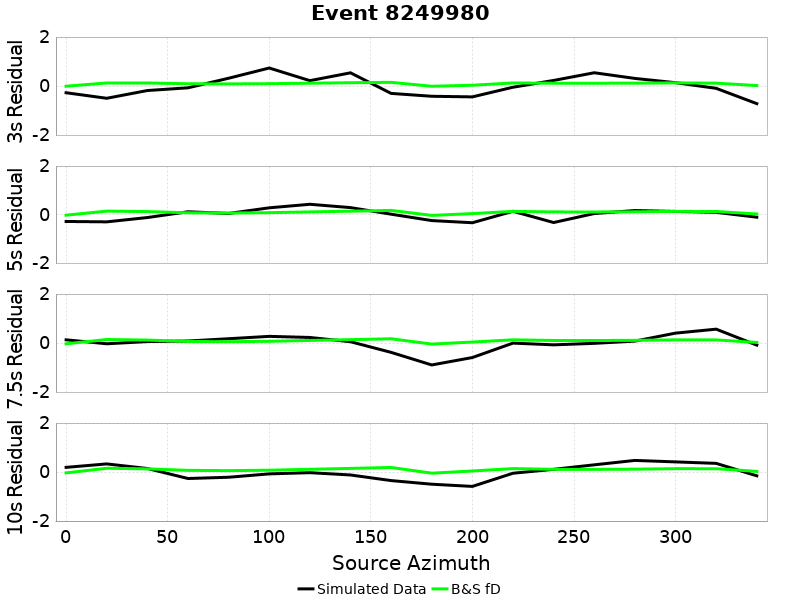 Event 8249980
3s Residual
2
0
-2
5s Residual
2
0
-2
7.5s Residual
2
0
-2
10s Residual
2
0
-2
0 50 100 150 200 250 300
Source Azimuth
Simulated Data B&S fD